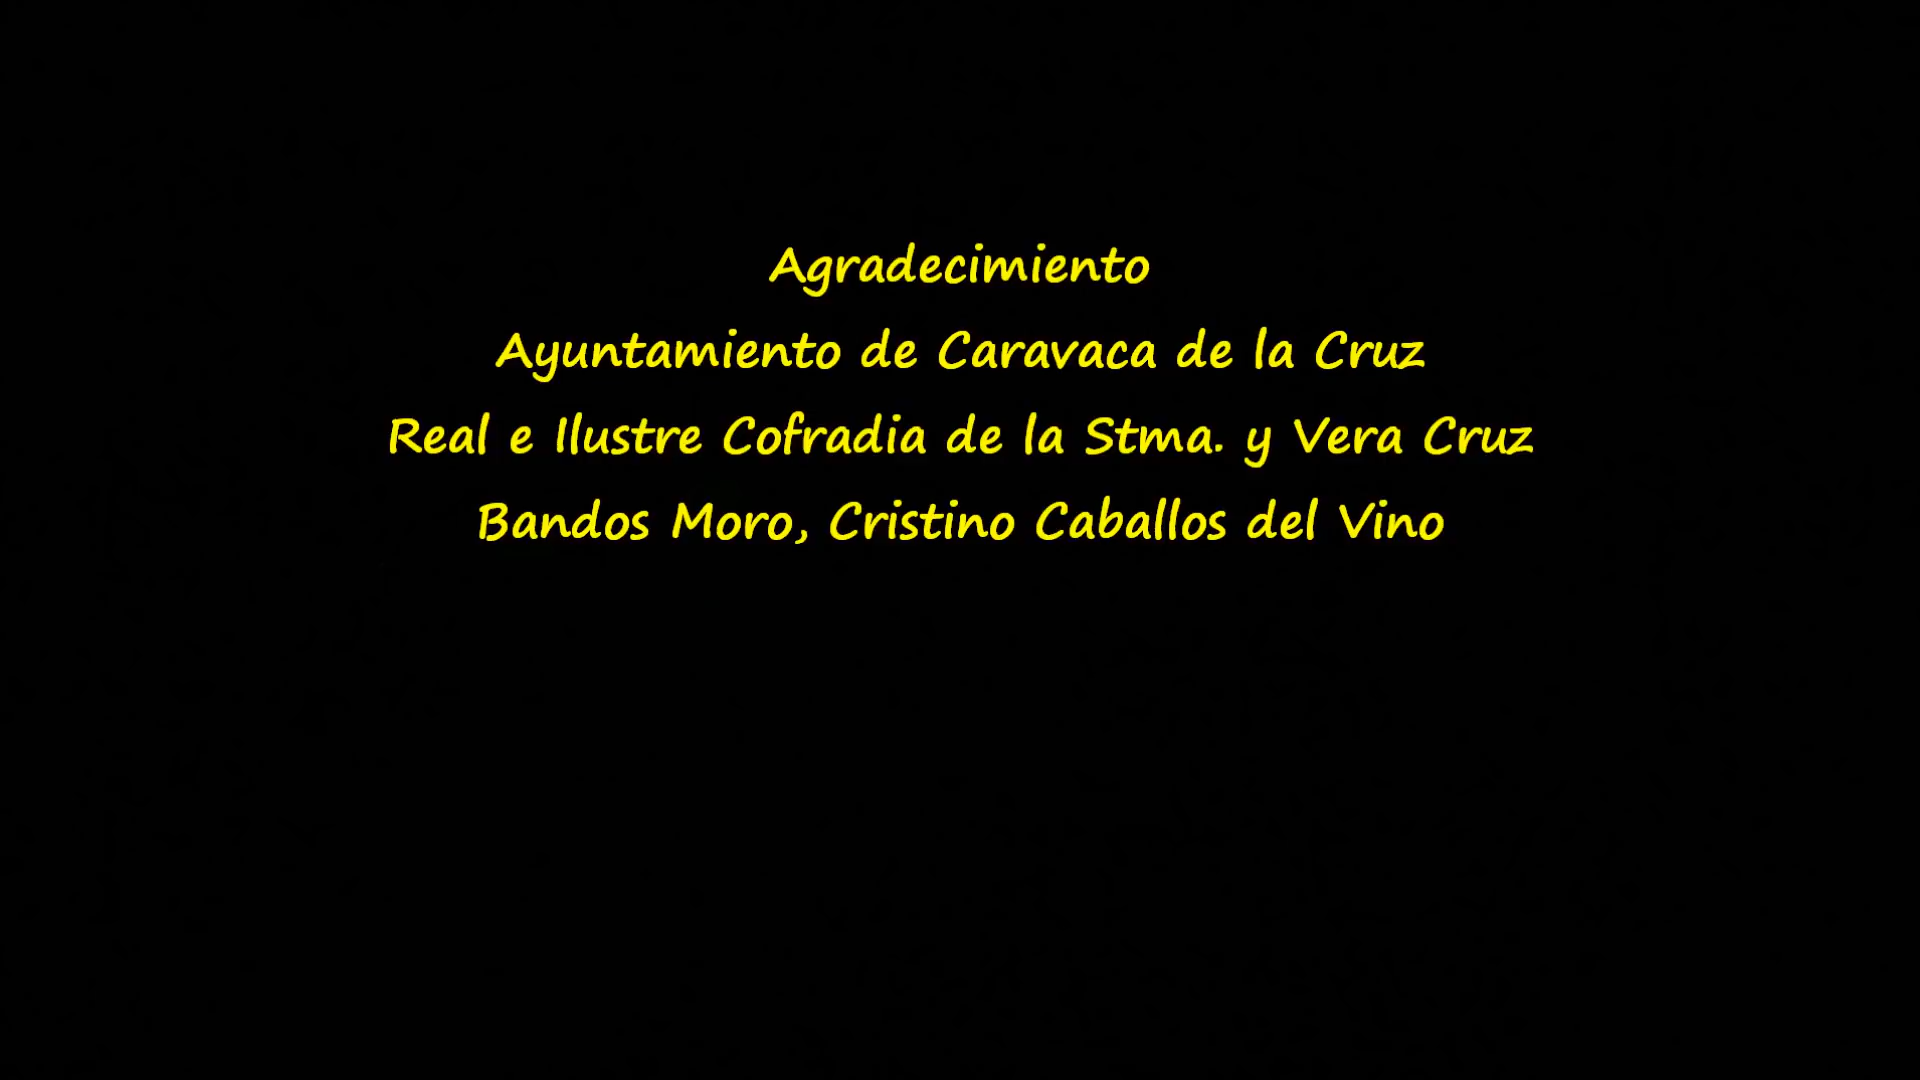 Agradecimiento
Ayuntamiento de Caravaca de la Cruz
Real e Ilustre Cofradia de la Stma. y Vera Cruz
Bandos Moro, Cristino Caballos del Vino